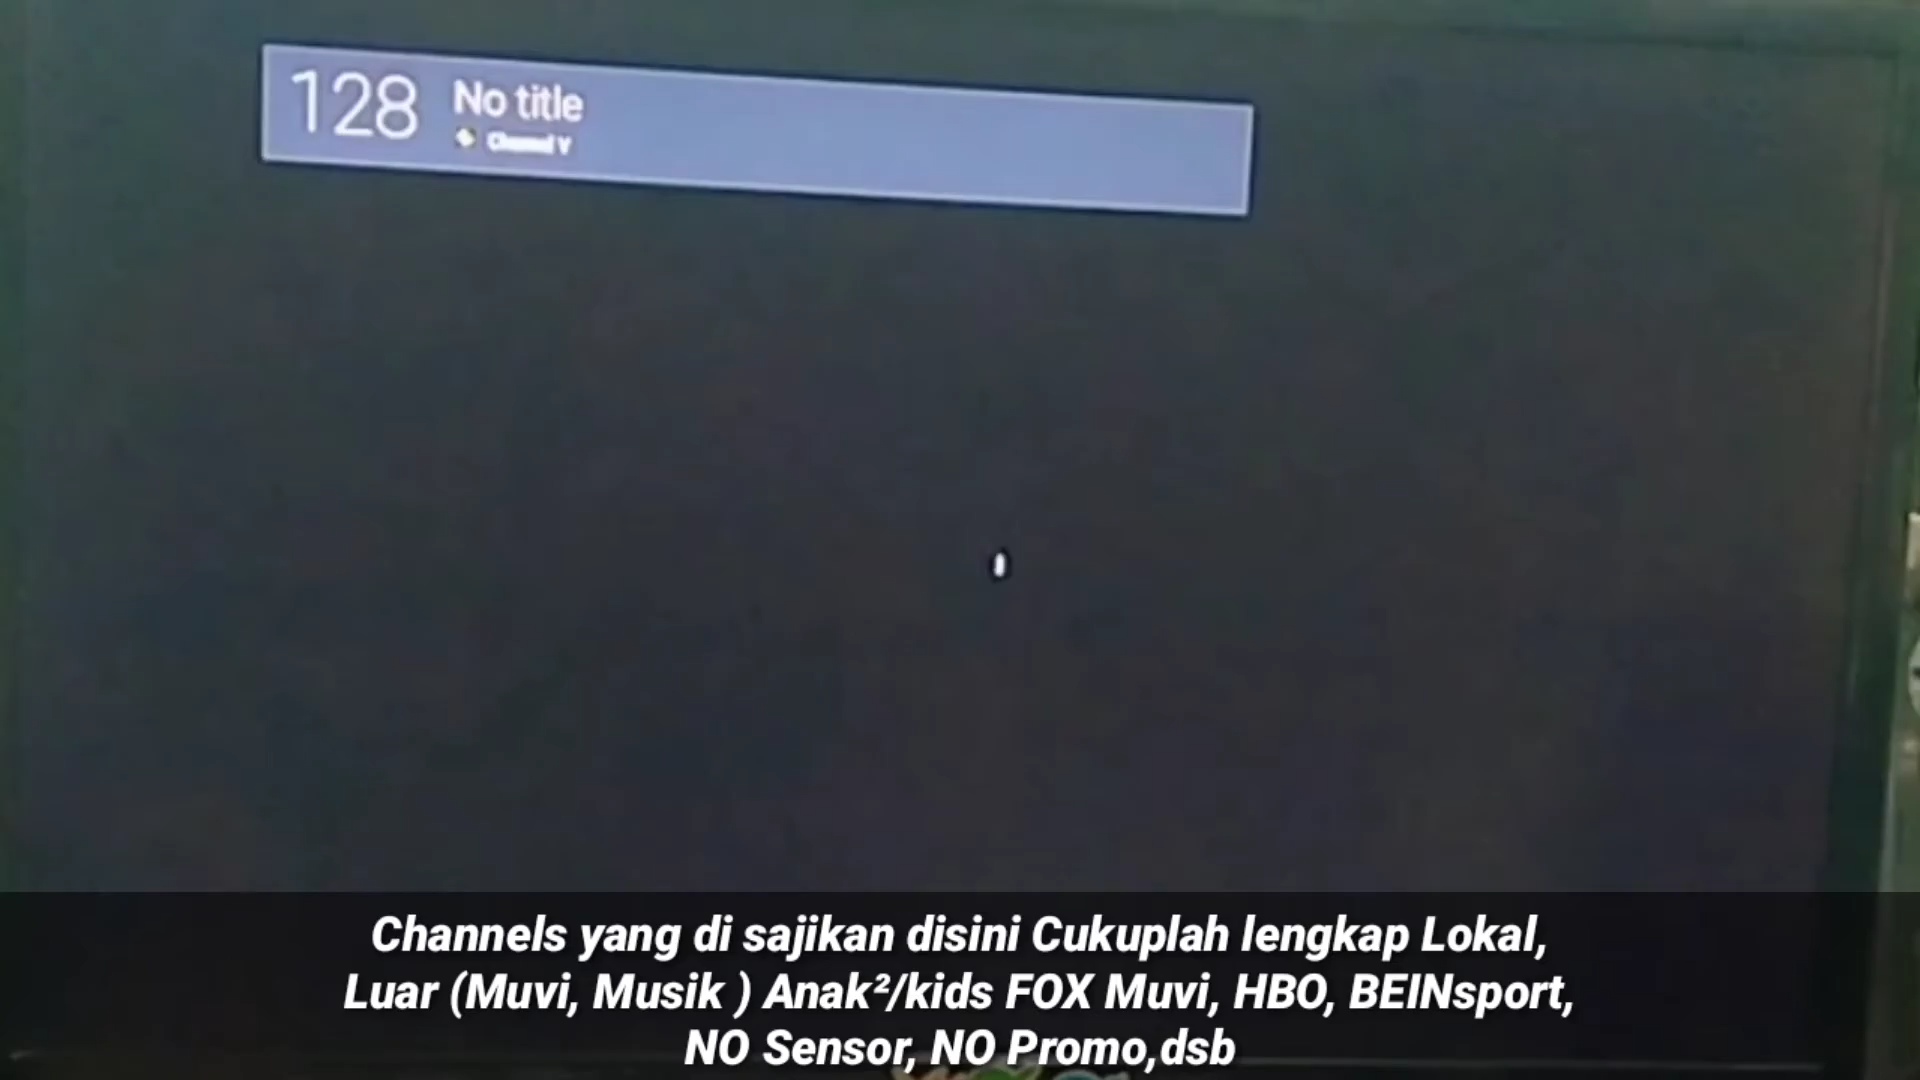 128
No title
Channel V
Channels yang di sajikan disini Cukuplah lengkap Lokal,
Luar (Muvi, Musik ) Anak²/kids FOX Muvi, HBO, BEINsport,
NO Sensor, NO Promo,dsb